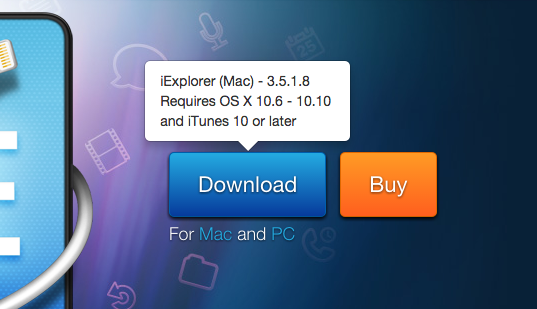 iExplorer (Mac) - 3.5.1.8
Requires OS X 10.6 - 10.10
and iTunes 10 or later
Download
Buy
For Mac and PC
25